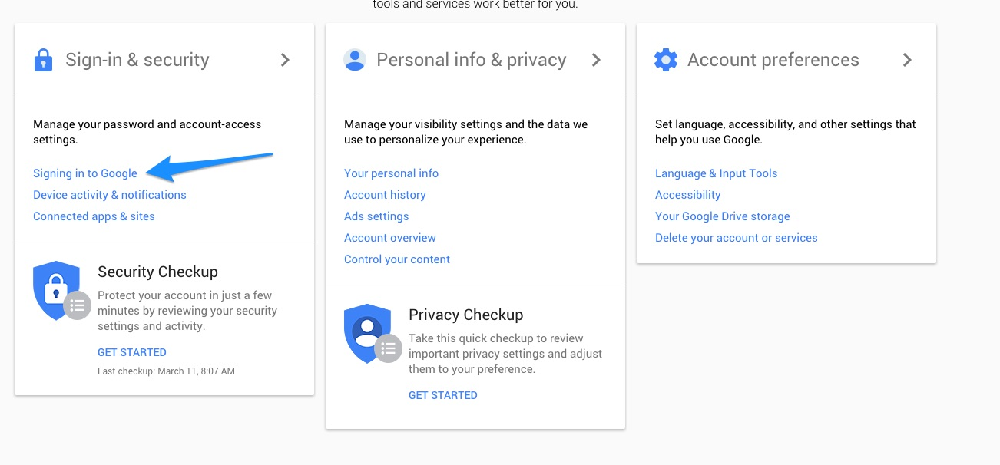 tools and services work better for you.
Sign-in & security
Manage your password and account-access
settings.
Signing in to Google
Device activity & notifications
Connected apps & sites
Security Checkup
Protect your account in just a few
minutes by reviewing your security
settings and activity.
GET STARTED
Last checkup: March 11, 8:07 AM
Personal info & privacy
Manage your visibility settings and the data we
use to personalize your experience.
Your personal info
Account history
Ads settings
Account overview
Control your content
Privacy Checkup
Take this quick checkup to review
important privacy settings and adjust
them to your preference.
GET STARTED
Account preferences
Set language, accessibility, and other settings that
help you use Google.
Language & Input Tools
Accessibility
Your Google Drive storage
Delete your account or services